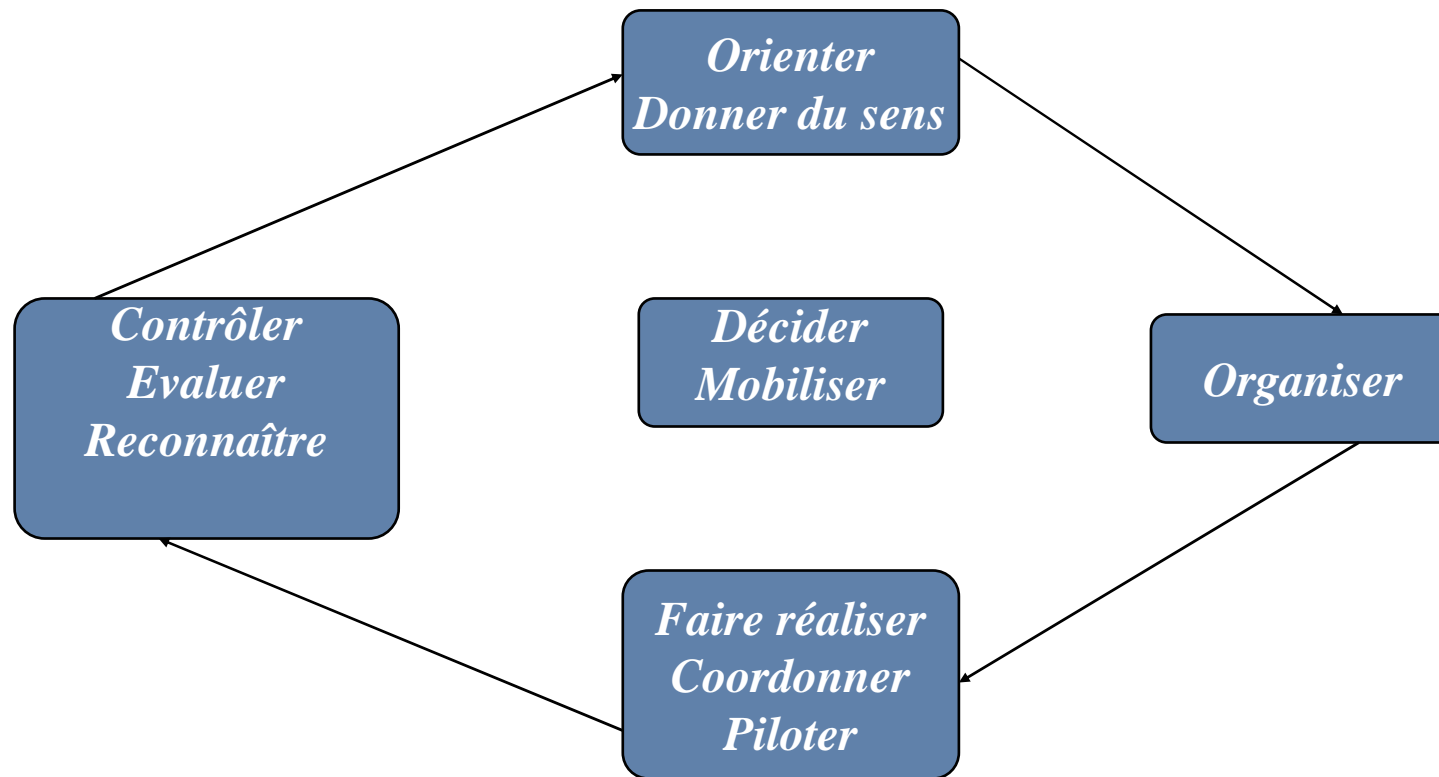 Orienter
Donner du sens
Contrôler
Evaluer
Reconnaître
Décider
Mobiliser
Organiser
Faire réaliser
Coordonner
Piloter